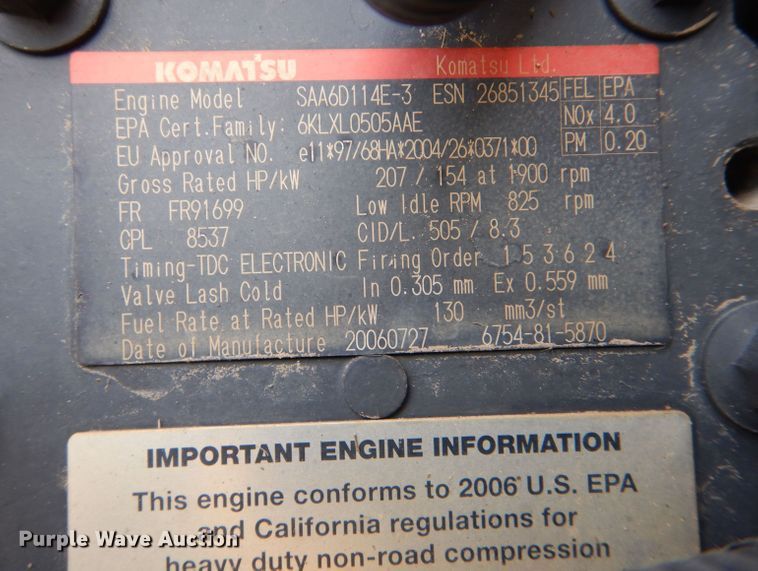 KOMATSU Komatsu Ltd.
Engine Model SAA6D114E-3 ESN 26851345 FEL EPA
EPA Cert.Family: 6KLXL0505AAE NOx 4.0
EU Approval NO. e11*97/68HA*2004/26*0371*00 PM 0.20
Gross Rated HP/kW 207 / 154 at 1900 rpm
FR FR91699 Low Idle RPM 825 rpm
CPL 8537 CID/L. 505 / 8.3
Timing-TDC ELECTRONIC Firing Order 1 5 3 6 2 4
Valve Lash Cold In 0.305 mm Ex 0.559 mm
Fuel Rate at Rated HP/kW 130 mm3/st
Date of Manufacture 20060727 6754-81-5870
IMPORTANT ENGINE INFORMATION
This engine conforms to 2006 U.S. EPA
and California regulations for
heavy duty non-road compression
Purple Wave Auction